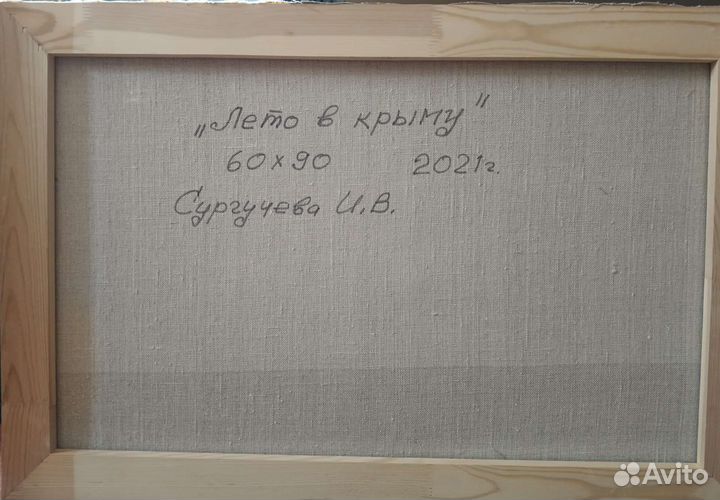 „Лето в крыму"
60х90 2021г.
Сургучева И.В.
Avito